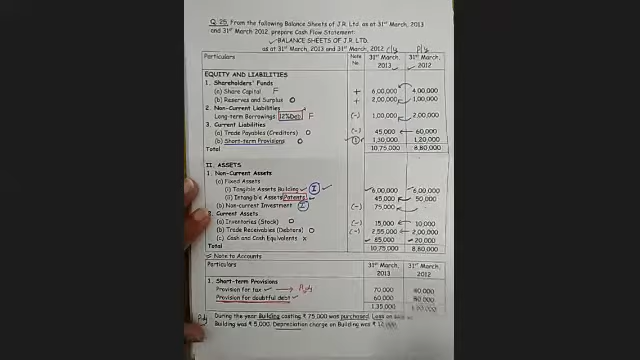 Q. 25. From the following Balance Sheets of J.R. LTD. as at 31st March, 2013
and 31st March 2012, prepare Cash Flow Statement:
BALANCE SHEETS OF J.R. LTD.
as at 31st March, 2013 and 31st March, 2012 C/y P/y
Particulars Note No. 31st March, 2013 31st March, 2012
EQUITY AND LIABILITIES
1. Shareholder's Funds
(a) Share Capital F + 6,00,000 4,00,000
(b) Reserves and Surplus O + 2,00,000 1,00,000
2. Non-Current Liabilities
Long-term Borrowings: 12% Deb F (-) 1,00,000 2,00,000
3. Current Liabilities
(a) Trade Payables (Creditors) O (-) 45,000 60,000
(b) Short-term Provisions O 1 1,30,000 1,20,000
Total 10,75,000 8,80,000
II. ASSETS
1. Non-Current Assets
(a) Fixed Assets
(i) Tangible Assets Building I 6,00,000 6,00,000
(ii) Intangible Assets Patents 45,000 50,000
(b) Non-current Investment I (-) 75,000 -
2. Current Assets
(a) Inventories (Stock) O (-) 15,000 10,000
(b) Trade Receivables (Debtors) O (-) 2,55,000 2,00,000
(c) Cash and Cash Equivalents x 65,000 20,000
Total 10,75,000 8,80,000
Note to Accounts
Particulars 31st March, 2013 31st March, 2012
1. Short-term Provisions
Provision for tax 70,000
Provision for doubtful debt 60,000
1,35,000
During the year Building costing ₹ 75,000 was purchased. Loss on
Building was ₹ 5,000. Depreciation charge on Building was ₹